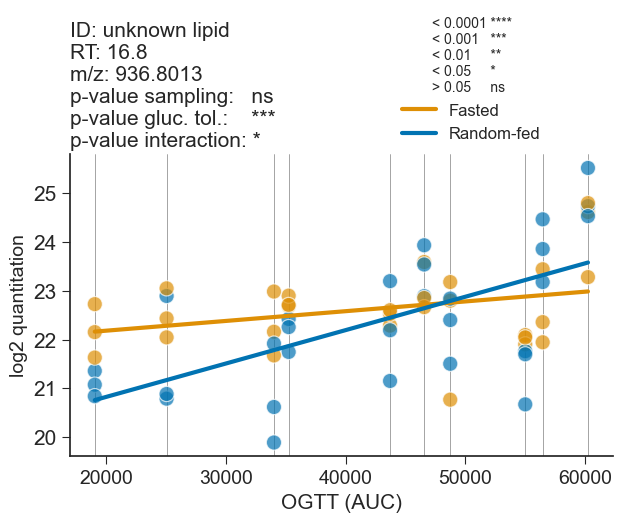 ID: unknown lipid
RT: 16.8
m/z: 936.8013
p-value sampling: ns
p-value gluc. tol.: ***
p-value interaction: *
< 0.0001 ****
< 0.001 ***
< 0.01 **
< 0.05 *
> 0.05 ns
Fasted
Random-fed
25
24
23
22
21
20
log2 quantitation
20000 30000 40000 50000 60000
OGTT (AUC)